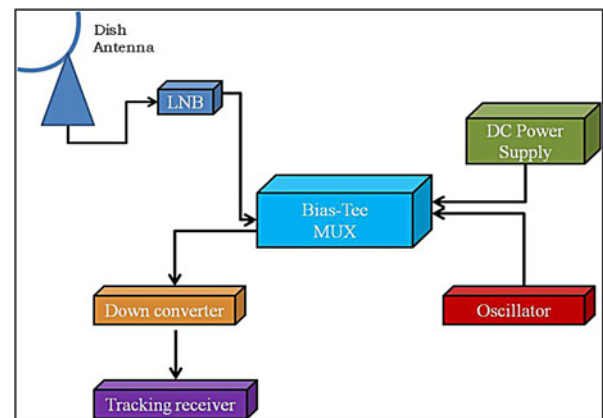 Dish
Antenna
LNB
DC Power
Supply
Bias-Tee
MUX
Down converter
Oscillator
Tracking receiver